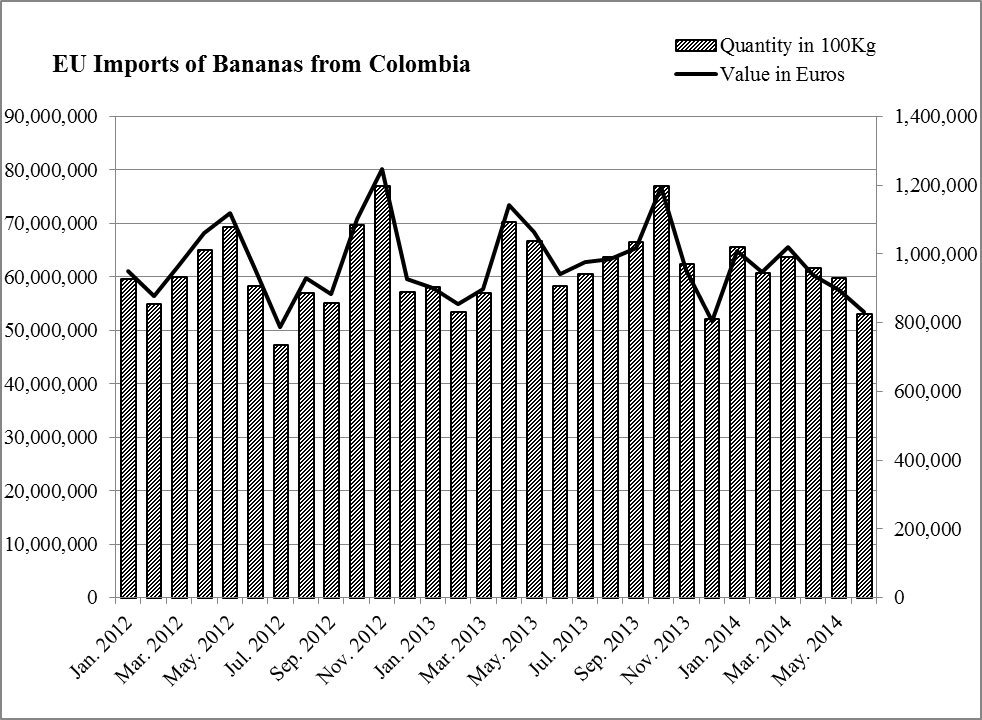 EU Imports of Bananas from Colombia
Quantity in 100Kg
Value in Euros
90,000,000
80,000,000
70,000,000
60,000,000
50,000,000
40,000,000
30,000,000
20,000,000
10,000,000
0
1,400,000
1,200,000
1,000,000
800,000
600,000
400,000
200,000
0
Jan. 2012
Mar. 2012
May. 2012
Jul. 2012
Sep. 2012
Nov. 2012
Jan. 2013
Mar. 2013
May. 2013
Jul. 2013
Sep. 2013
Nov. 2013
Jan. 2014
Mar. 2014
May. 2014